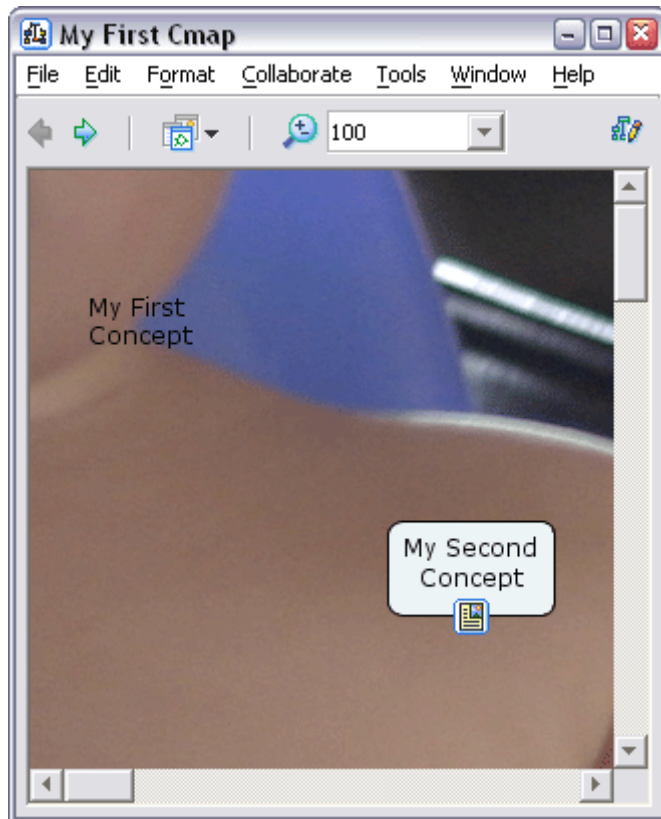 My First Cmap
File Edit Format Collaborate Tools Window Help
100
My First
Concept
My Second
Concept